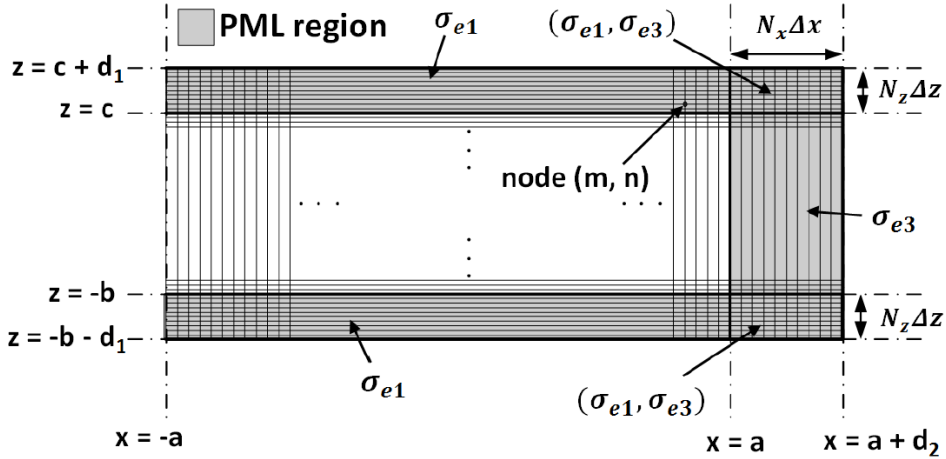 PML region
σe1
(σe1, σe3)
NxΔx
z = c + d1
z = c
NzΔz
node (m, n)
σe3
z = -b
z = -b - d1
NzΔz
σe1
(σe1, σe3)
x = -a
x = a
x = a + d2